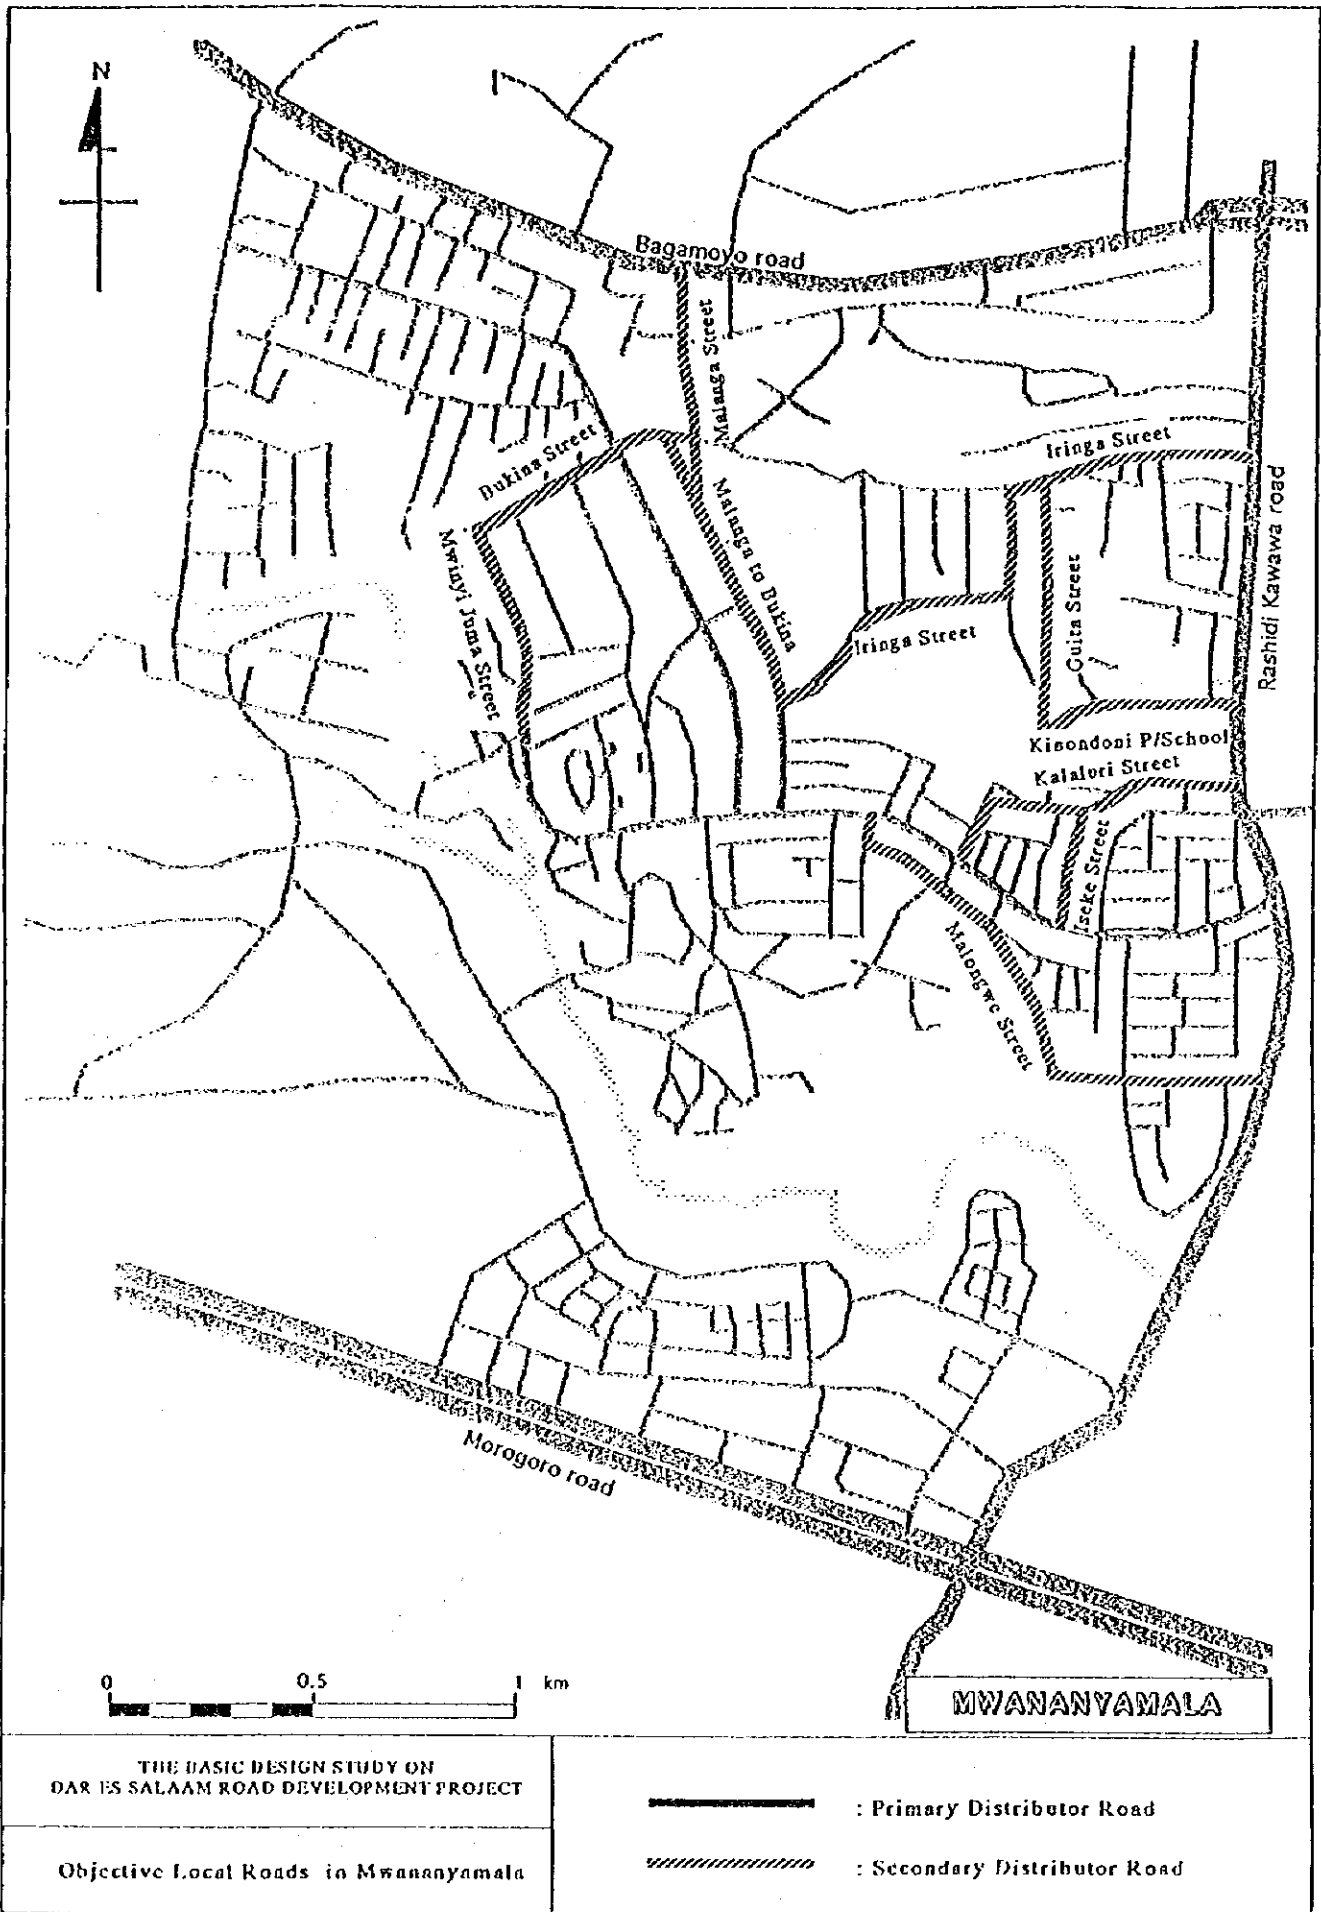 N
Bagamoyo road
Malanga Street
Iringa Street
Dukina Street
Malanga to Dukina
Mwinyi Juma Street
Iringa Street
Guita Street
Rashidi Kawawa road
Kinondoni P/School
Kalalori Street
Iseke Street
Malongwe Street
Morogoro road
0 0.5 1 km
MWANANYAMALA
THE BASIC DESIGN STUDY ON
DAR ES SALAAM ROAD DEVELOPMENT PROJECT
Objective Local Roads in Mwananyamala
: Primary Distributor Road
: Secondary Distributor Road